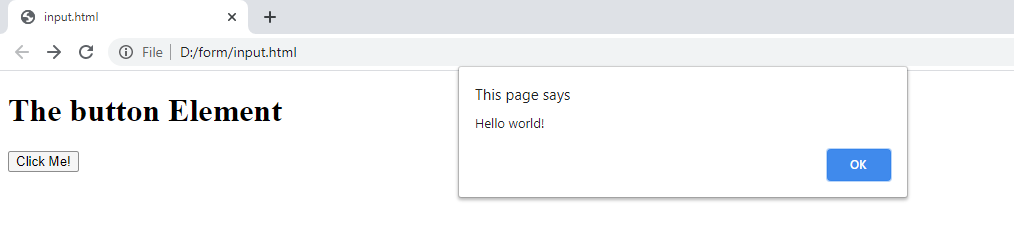 input.html
File D:/form/input.html
The button Element
Click Me!
This page says
Hello world!
OK